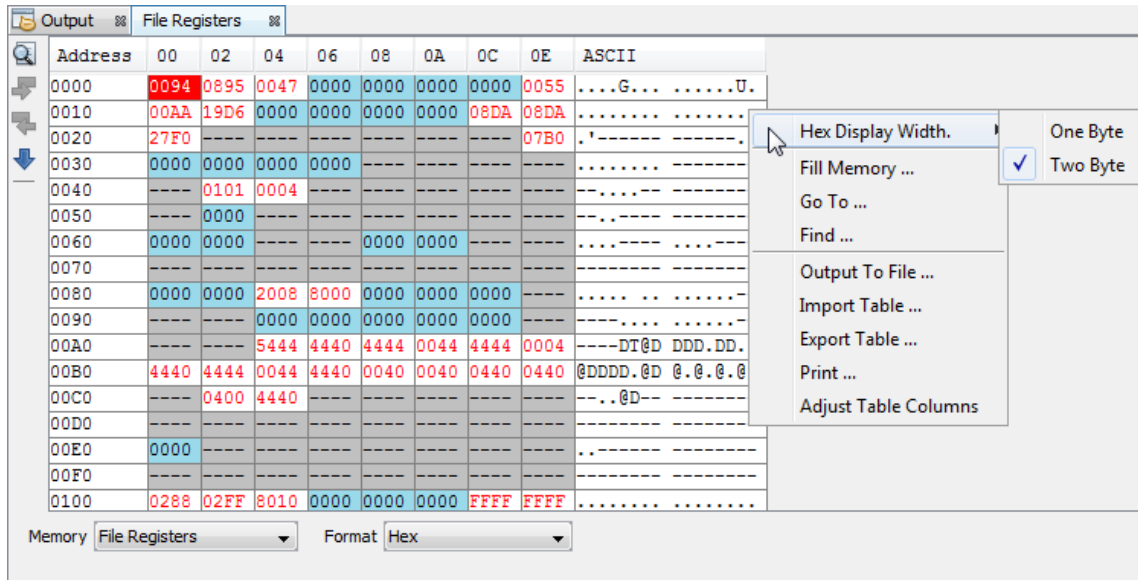 Output File Registers
Address 00 02 04 06 08 0A 0C 0E ASCII
0000 0094 0895 0047 0000 0000 0000 0000 0055 ....G... ......U.
0010 00AA 19D6 0000 0000 0000 0000 08DA 08DA ........ .......
0020 27F0 ---- ---- ---- ---- ---- ---- 07B0 .'------ ------.
0030 0000 0000 0000 0000 ---- ---- ---- ---- ........ -------
0040 ---- 0101 0004 ---- ---- ---- ---- ---- --....-- -------
0050 ---- 0000 ---- ---- ---- ---- ---- ---- --..---- -------
0060 0000 0000 ---- ---- 0000 0000 ---- ---- ....---- ....---
0070 ---- ---- ---- ---- ---- ---- ---- ---- -------- -------
0080 0000 0000 2008 8000 0000 0000 0000 ---- ..... .. ......-
0090 ---- ---- 0000 0000 0000 0000 0000 ---- ----.... ......-
00A0 ---- ---- 5444 4440 4444 0044 4444 0004 ----DT@D DDD.DD.
00B0 4440 4444 0044 4440 0040 0040 0440 0440 @DDDD.@D @.@.@.@
00C0 ---- 0400 4440 ---- ---- ---- ---- ---- --..@D-- -------
00D0 ---- ---- ---- ---- ---- ---- ---- ---- -------- --------
00E0 0000 ---- ---- ---- ---- ---- ---- ---- ..------ --------
00F0 ---- ---- ---- ---- ---- ---- ---- ---- -------- --------
0100 0288 02FF 8010 0000 0000 0000 FFFF FFFF ........ ........
Hex Display Width.
Fill Memory ...
Go To ...
Find ...
Output To File ...
Import Table ...
Export Table ...
Print ...
Adjust Table Columns
One Byte
Two Byte
Memory File Registers Format Hex